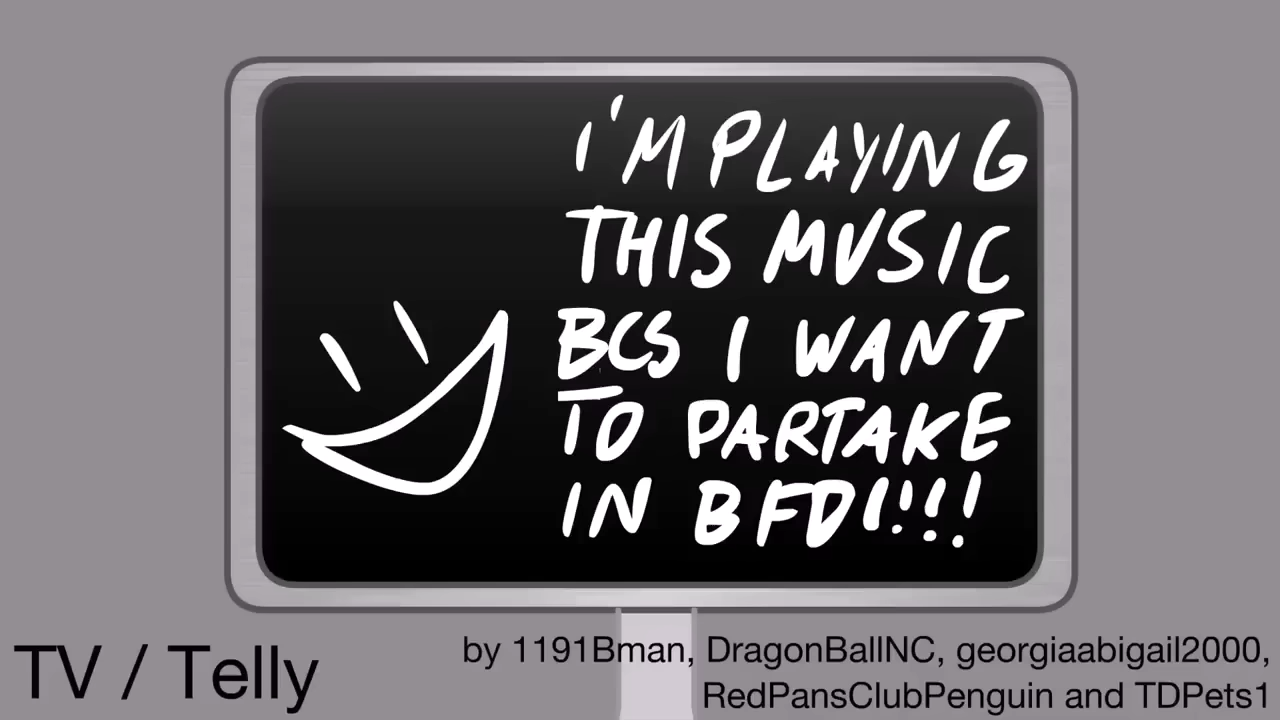 I'M PLAYING
THIS MUSIC
BCS I WANT
TO PARTAKE
IN BFDI!!!
TV / Telly
by 1191Bman, DragonBallNC, georgiaabigail2000,
RedPansClubPenguin and TDPets1